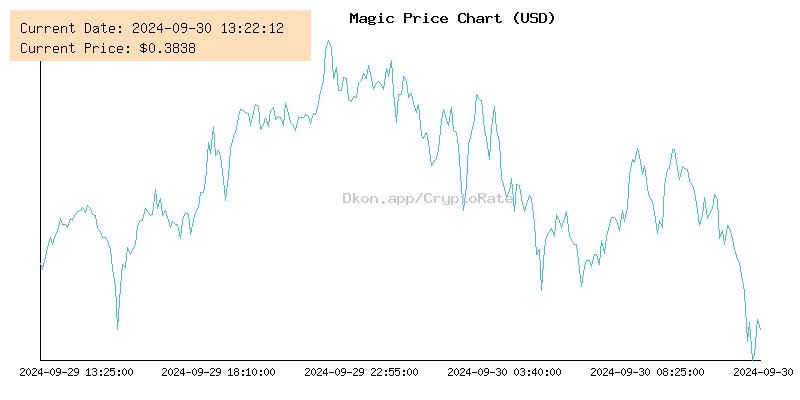 Magic Price Chart (USD)
Current Date: 2024-09-30 13:22:12
Current Price: $0.3838
Dkon.app/CryptoRate
2024-09-29 13:25:00
2024-09-29 18:10:00
2024-09-29 22:55:00
2024-09-30 03:40:00
2024-09-30 08:25:00
2024-09-30